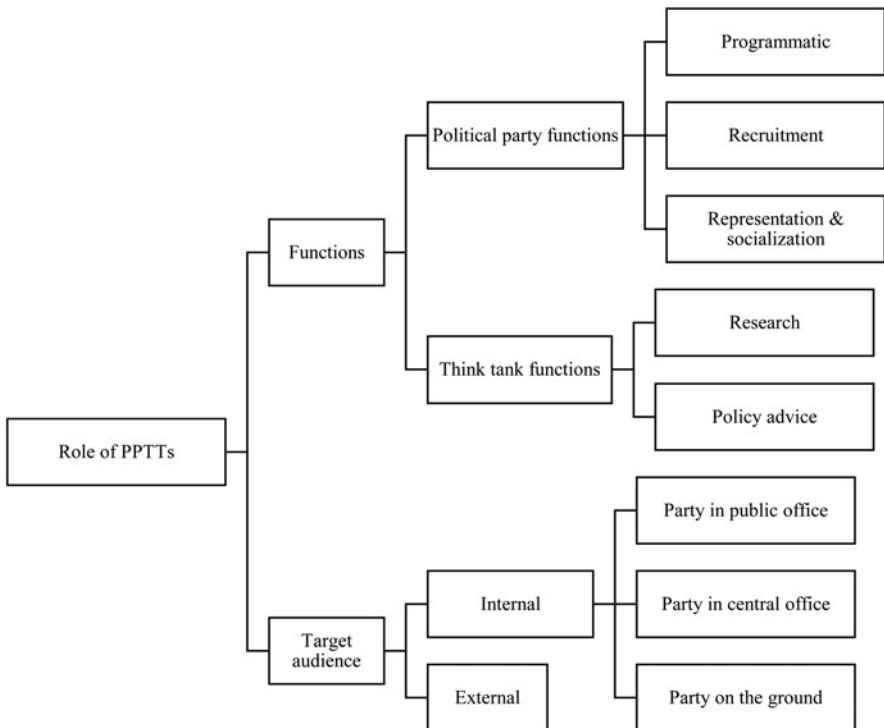 Programmatic
Political party functions
Recruitment
Representation &
socialization
Functions
Research
Think tank functions
Policy advice
Role of PPTTs
Party in public office
Internal
Party in central office
Target
audience
External
Party on the ground